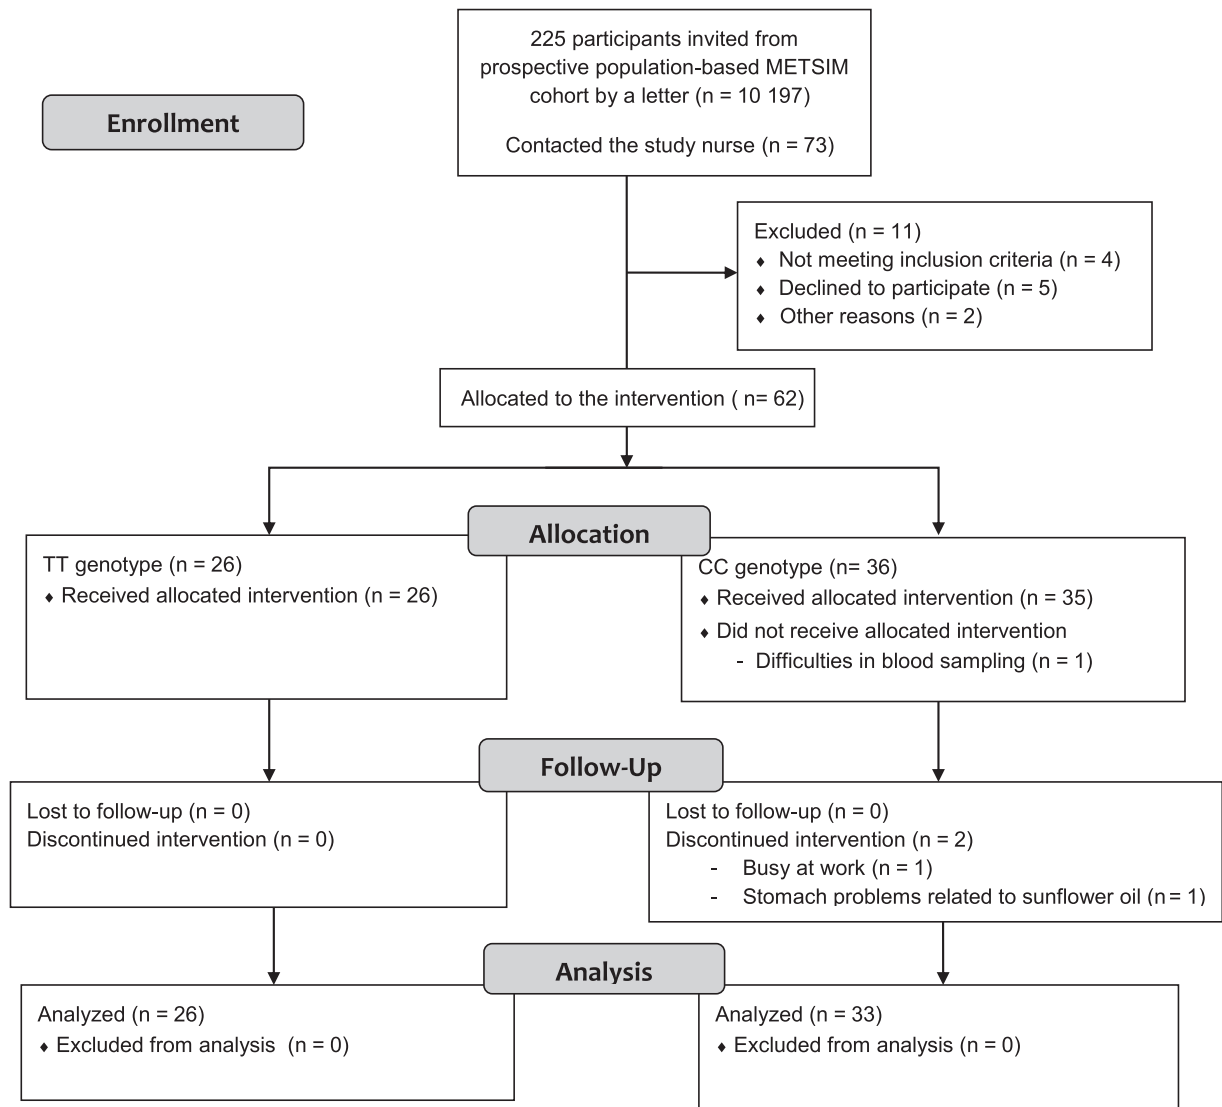 225 participants invited from
prospective population-based METSIM
cohort by a letter (n = 10 197)
Contacted the study nurse (n = 73)
Enrollment
Excluded (n = 11)
♦ Not meeting inclusion criteria (n = 4)
♦ Declined to participate (n = 5)
♦ Other reasons (n = 2)
Allocated to the intervention ( n= 62)
Allocation
TT genotype (n = 26)
♦ Received allocated intervention (n = 26)
CC genotype (n= 36)
♦ Received allocated intervention (n = 35)
♦ Did not receive allocated intervention
- Difficulties in blood sampling (n = 1)
Follow-Up
Lost to follow-up (n = 0)
Discontinued intervention (n = 0)
Lost to follow-up (n = 0)
Discontinued intervention (n = 2)
- Busy at work (n = 1)
- Stomach problems related to sunflower oil (n = 1)
Analysis
Analyzed (n = 26)
♦ Excluded from analysis (n = 0)
Analyzed (n = 33)
♦ Excluded from analysis (n = 0)